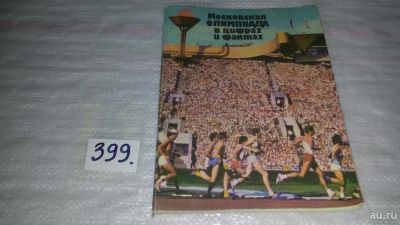 Московская
ОЛИМПИАДА
в цифрах
и фактах
399.
au.ru